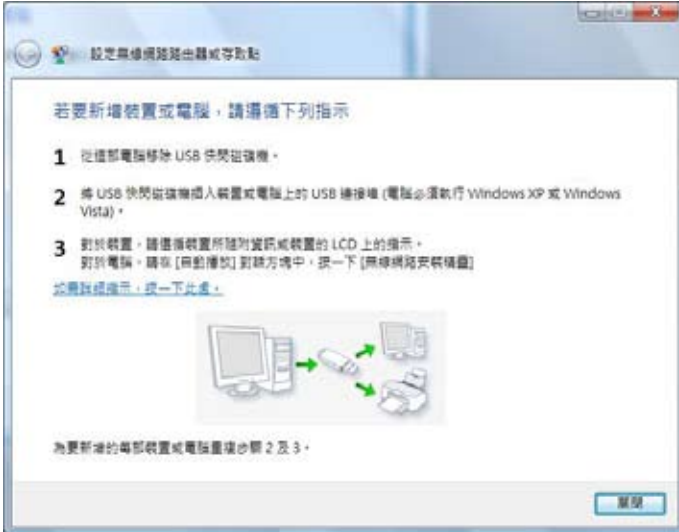 設定無線網路路由器或存取點
若要新增裝置或電腦，請遵循下列指示
1 從這部電腦移除 USB 快閃磁碟機。
2 將 USB 快閃磁碟機插入裝置或電腦上的 USB 連接埠 (電腦必須執行 Windows XP 或 Windows
Vista)。
3 對於裝置，請遵循裝置所隨附資訊或裝置的 LCD 上的指示。
對於電腦，請在 [自動播放] 對話方塊中，按一下 [無線網路安裝精靈]
如需詳細指示，按一下此處。
為要新增的每部裝置或電腦重複步驟 2 及 3。
關閉